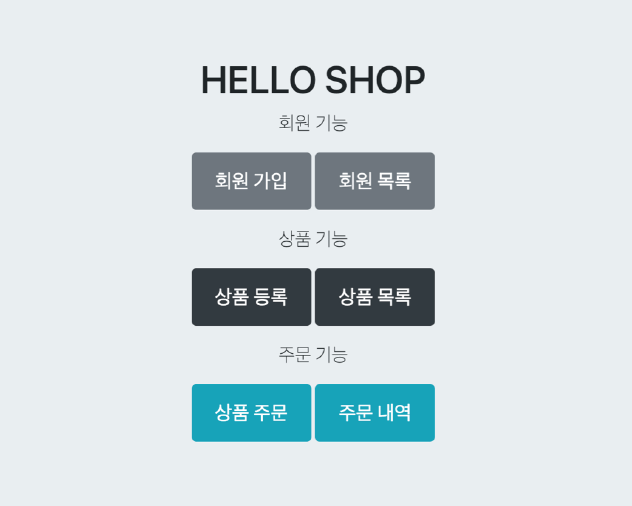 HELLO SHOP
회원 기능
회원 가입 회원 목록
상품 기능
상품 등록 상품 목록
주문 기능
상품 주문 주문 내역